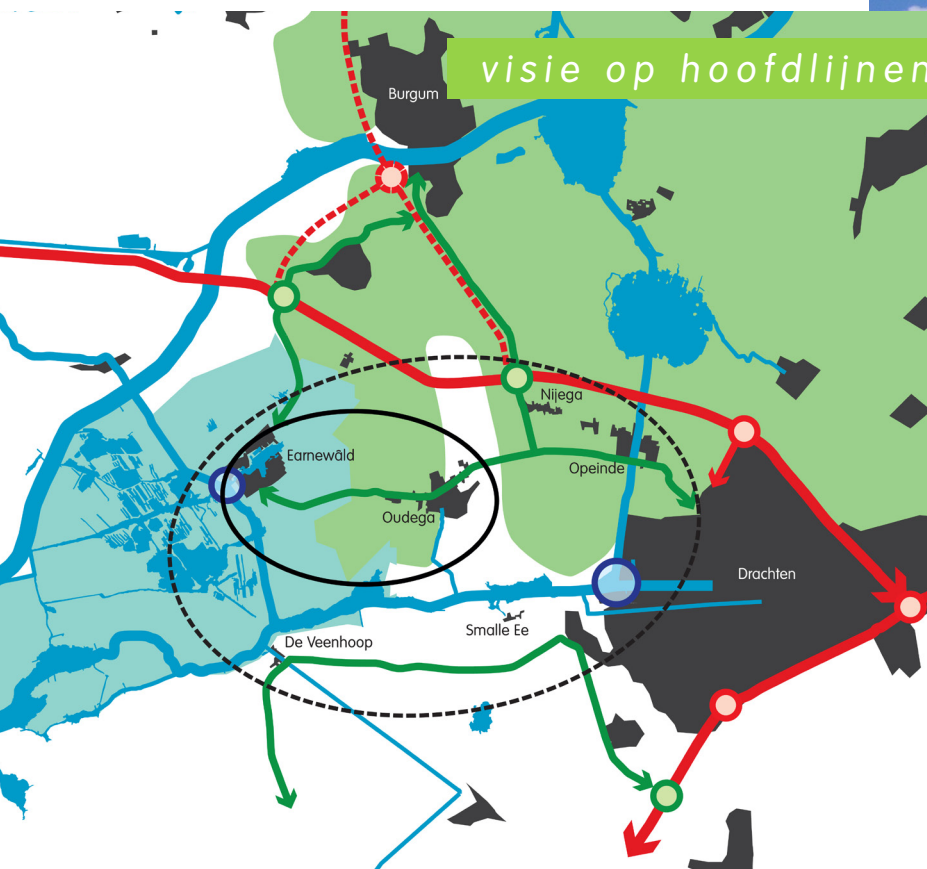 visie op hoofdlijnen
Burgum
Nijega
Earnewâld
Opeinde
Oudega
Drachten
Smalle Ee
De Veenhoop